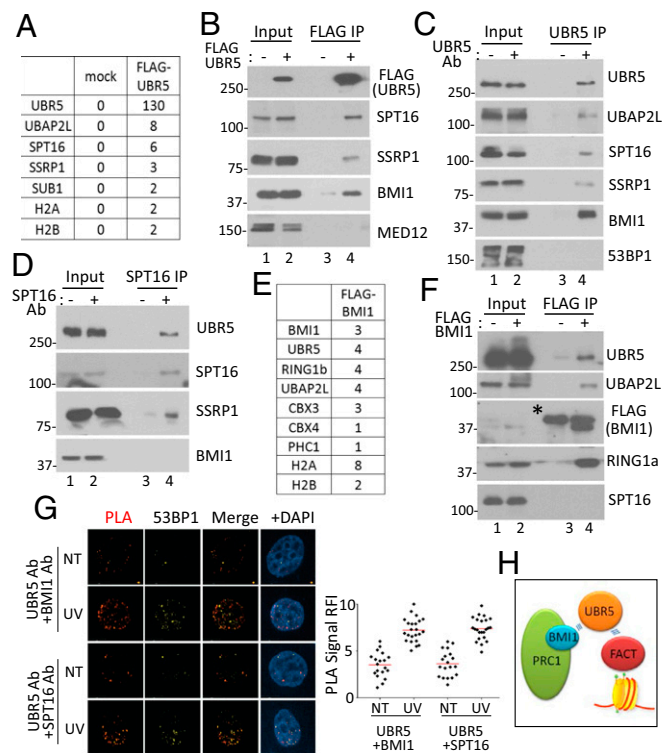 A
mock FLAG-UBR5
UBR5 0 130
UBAP2L 0 8
SPT16 0 6
SSRP1 0 3
SUB1 0 2
H2A 0 2
H2B 0 2
B
Input FLAG IP
FLAG UBR5 : - + - +
250- FLAG (UBR5)
100- SPT16
75- SSRP1
37- BMI1
150- MED12
1 2 3 4
C
Input UBR5 IP
UBR5 Ab : - + - +
250- UBR5
100- UBAP2L
100- SPT16
75- SSRP1
37- BMI1
150- 53BP1
1 2 3 4
D
Input SPT16 IP
SPT16 Ab : - + - +
250- UBR5
100- SPT16
75- SSRP1
37- BMI1
1 2 3 4
E
FLAG-BMI1
BMI1 3
UBR5 4
RING1b 4
UBAP2L 4
CBX3 3
CBX4 1
PHC1 1
H2A 8
H2B 2
F
Input FLAG IP
FLAG BMI1 : - + - +
250- UBR5
100- UBAP2L
* 37- FLAG (BMI1)
37- RING1a
100- SPT16
1 2 3 4
G
PLA 53BP1 Merge +DAPI
UBR5 Ab +BMI1 Ab
NT
UV
UBR5 Ab +SPT16 Ab
NT
UV
PLA Signal RFI
10
5
0
NT UV NT UV
UBR5 +BMI1
UBR5 +SPT16
H
UBR5
BMI1
PRC1
FACT